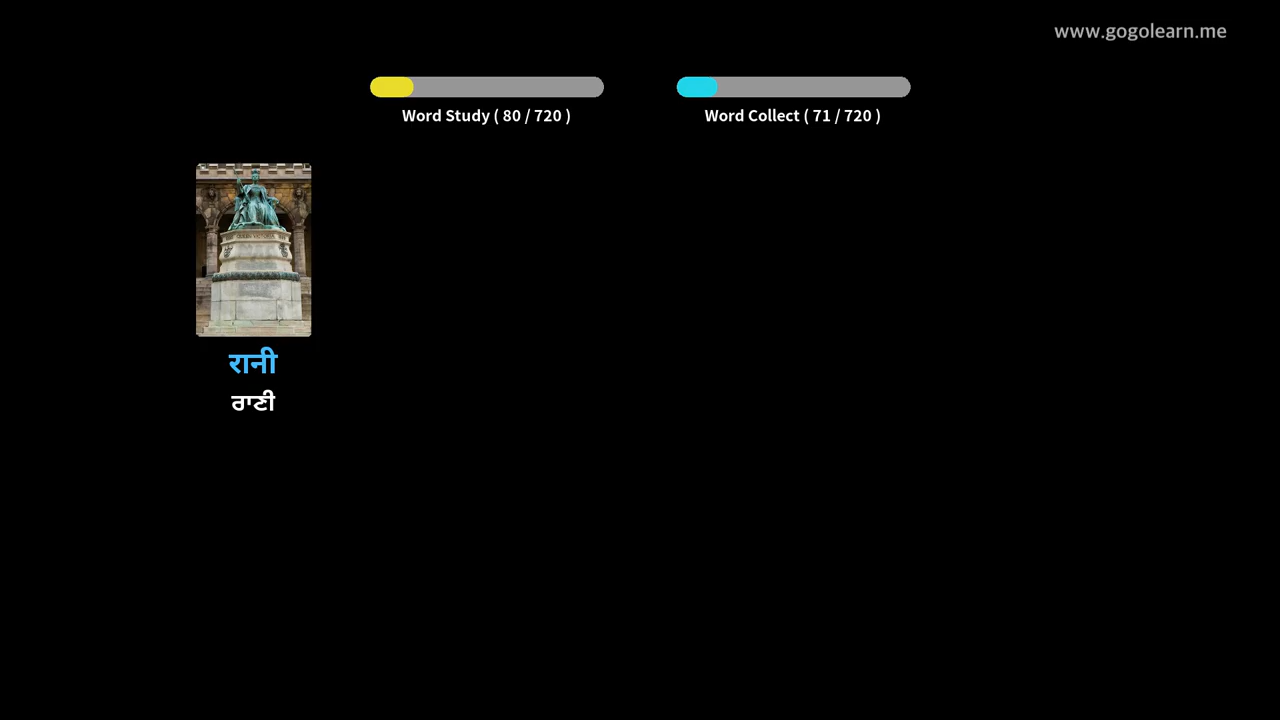 www.gogolearn.me
Word Study ( 80 / 720 )
Word Collect ( 71 / 720 )
रानी
ਰਾਣੀ